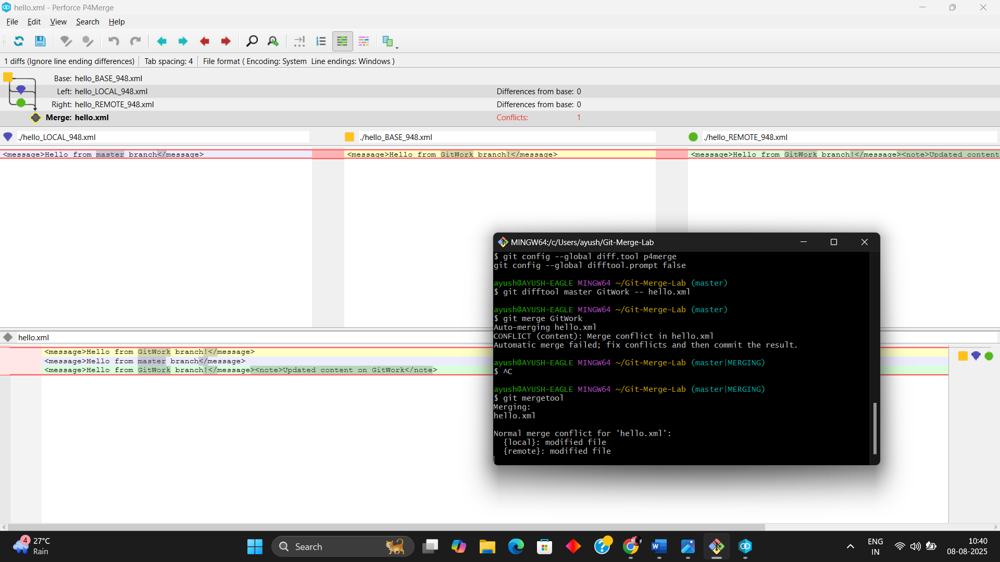 hello.xml - Perforce P4Merge
File Edit View Search Help
1 diffs (Ignore line ending differences) Tab spacing: 4 File format ( Encoding: System Line endings: Windows )
Base: hello_BASE_948.xml
Left: hello_LOCAL_948.xml Differences from base: 0
Right: hello_REMOTE_948.xml Differences from base: 0
Merge: hello.xml Conflicts: 1
./hello_LOCAL_948.xml ./hello_BASE_948.xml ./hello_REMOTE_948.xml
<message>Hello from master branch</message> <message>Hello from GitWork branch!</message> <message>Hello from GitWork branch!</message><note>Updated content
hello.xml
<message>Hello from GitWork branch!</message>
<message>Hello from master branch</message>
<message>Hello from GitWork branch!</message><note>Updated content on GitWork</note>
MINGW64:/c/Users/ayush/Git-Merge-Lab
$ git config --global diff.tool p4merge
git config --global difftool.prompt false
ayush@AYUSH-EAGLE MINGW64 ~/Git-Merge-Lab (master)
$ git difftool master GitWork -- hello.xml
ayush@AYUSH-EAGLE MINGW64 ~/Git-Merge-Lab (master)
$ git merge GitWork
Auto-merging hello.xml
CONFLICT (content): Merge conflict in hello.xml
Automatic merge failed; fix conflicts and then commit the result.
ayush@AYUSH-EAGLE MINGW64 ~/Git-Merge-Lab (master|MERGING)
$ ^C
ayush@AYUSH-EAGLE MINGW64 ~/Git-Merge-Lab (master|MERGING)
$ git mergetool
Merging:
hello.xml
Normal merge conflict for 'hello.xml':
{local}: modified file
{remote}: modified file
4 27°C
Rain
Search
ENG
IN
10:40
08-08-2025